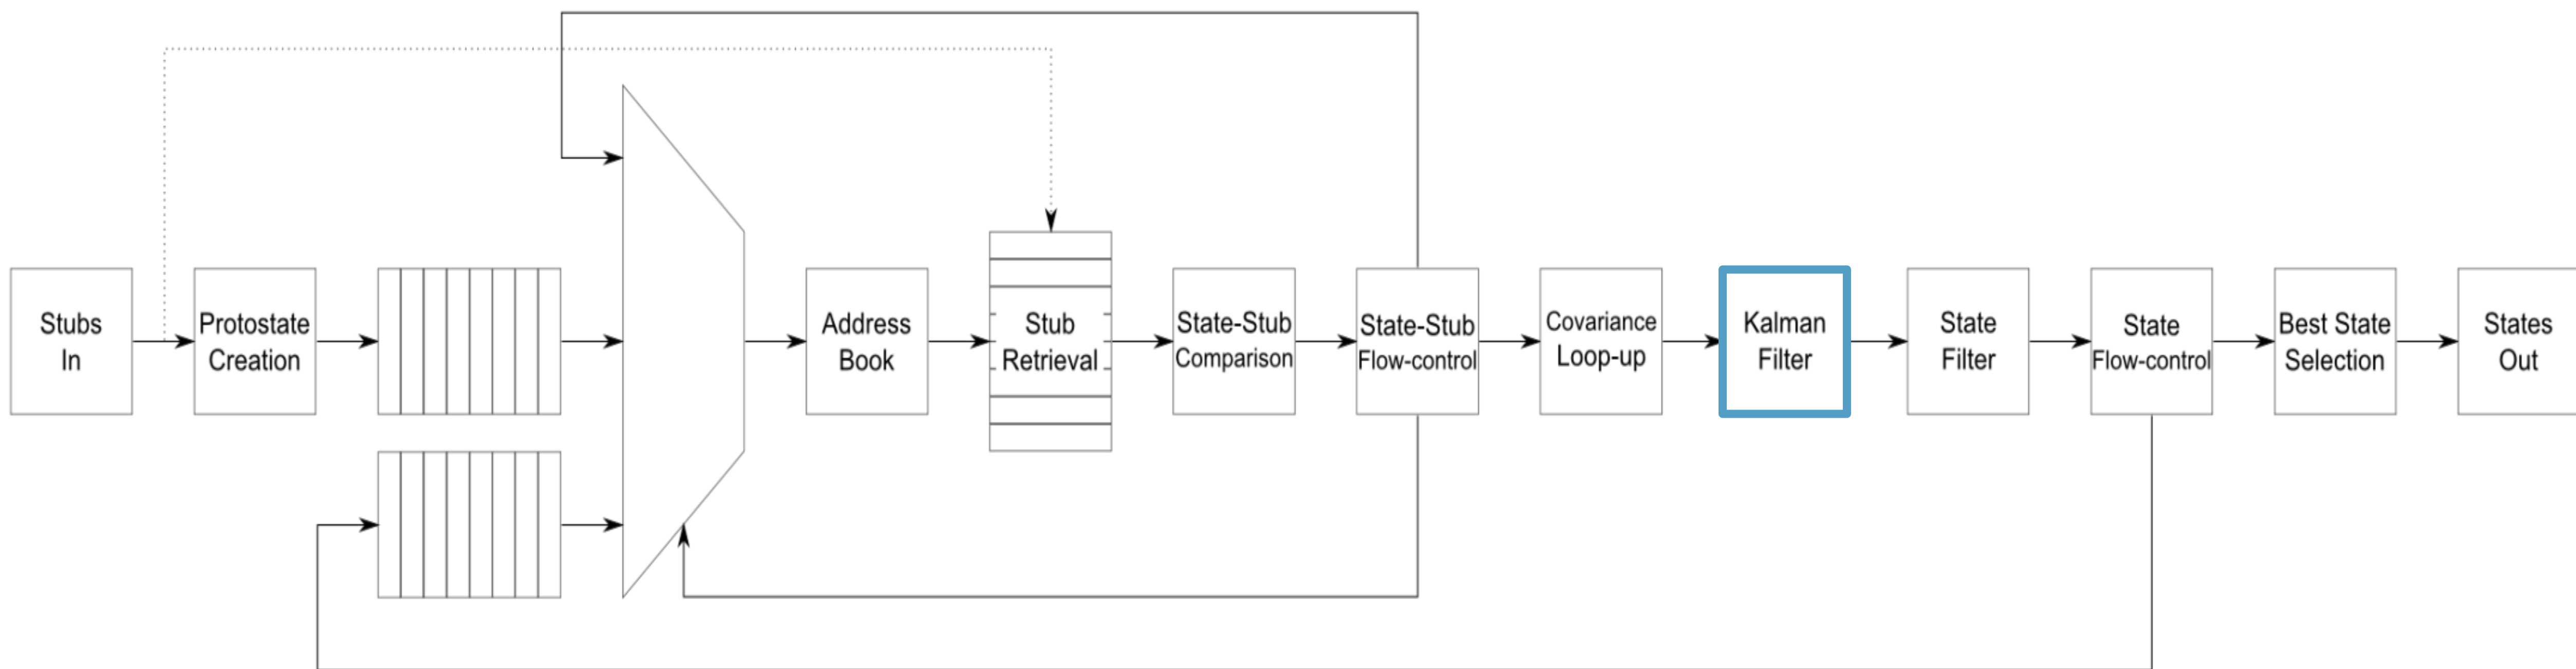 Stubs
In
Protostate
Creation
Address
Book
Stub
Retrieval
State-Stub
Comparison
State-Stub
Flow-control
Covariance
Loop-up
Kalman
Filter
State
Filter
State
Flow-control
Best State
Selection
States
Out